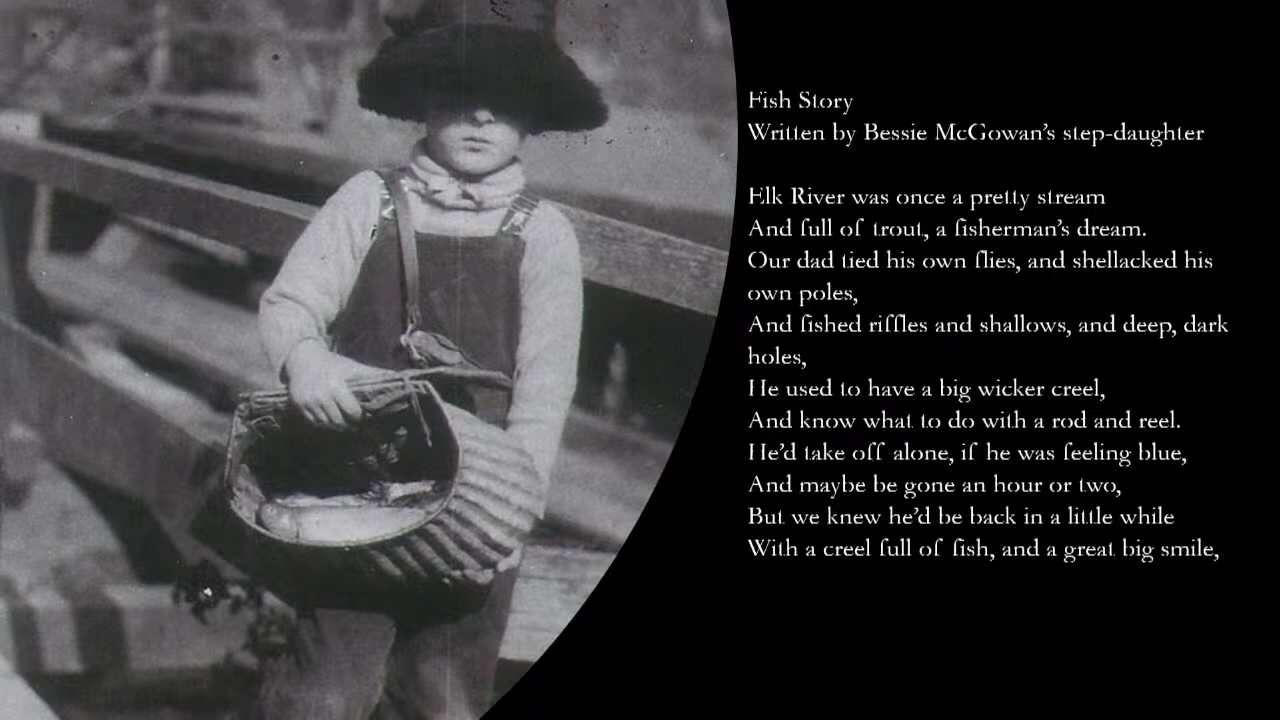 Fish Story
Written by Bessie McGowan's step-daughter
Elk River was once a pretty stream
And full of trout, a fisherman's dream.
Our dad tied his own flies, and shellacked his
own poles,
And fished riffles and shallows, and deep, dark
holes,
He used to have a big wicker creel,
And know what to do with a rod and reel.
He'd take off alone, if he was feeling blue,
And maybe be gone an hour or two,
But we knew he'd be back in a little while
With a creel full of fish, and a great big smile,